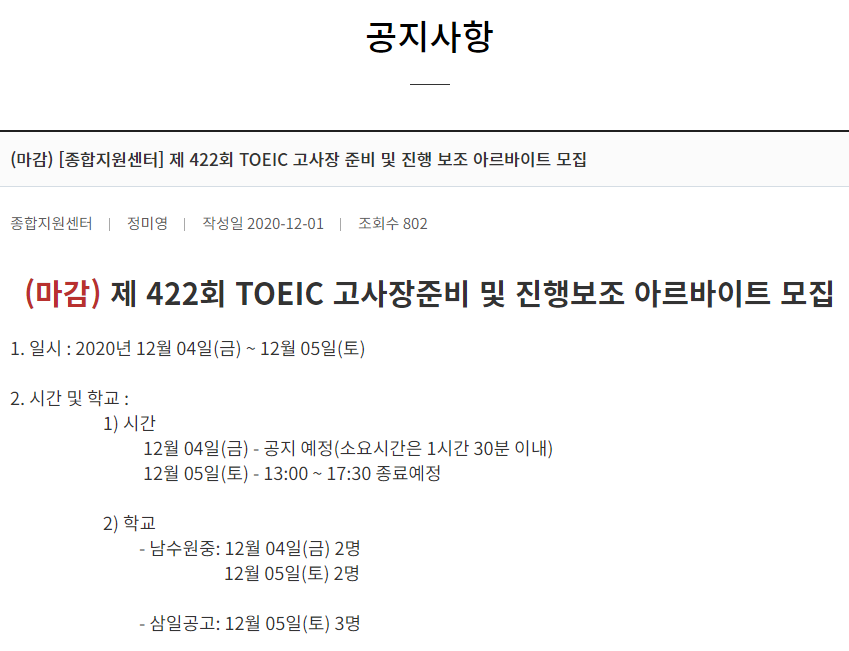 공지사항
(마감) [종합지원센터] 제 422회 TOEIC 고사장 준비 및 진행 보조 아르바이트 모집
종합지원센터 | 정미영 | 작성일 2020-12-01 | 조회수 802
(마감) 제 422회 TOEIC 고사장준비 및 진행보조 아르바이트 모집
1. 일시 : 2020년 12월 04일(금) ~ 12월 05일(토)
2. 시간 및 학교 :
1) 시간
12월 04일(금) - 공지 예정(소요시간은 1시간 30분 이내)
12월 05일(토) - 13:00 ~ 17:30 종료예정
2) 학교
- 남수원중: 12월 04일(금) 2명
12월 05일(토) 2명
- 삼일공고: 12월 05일(토) 3명